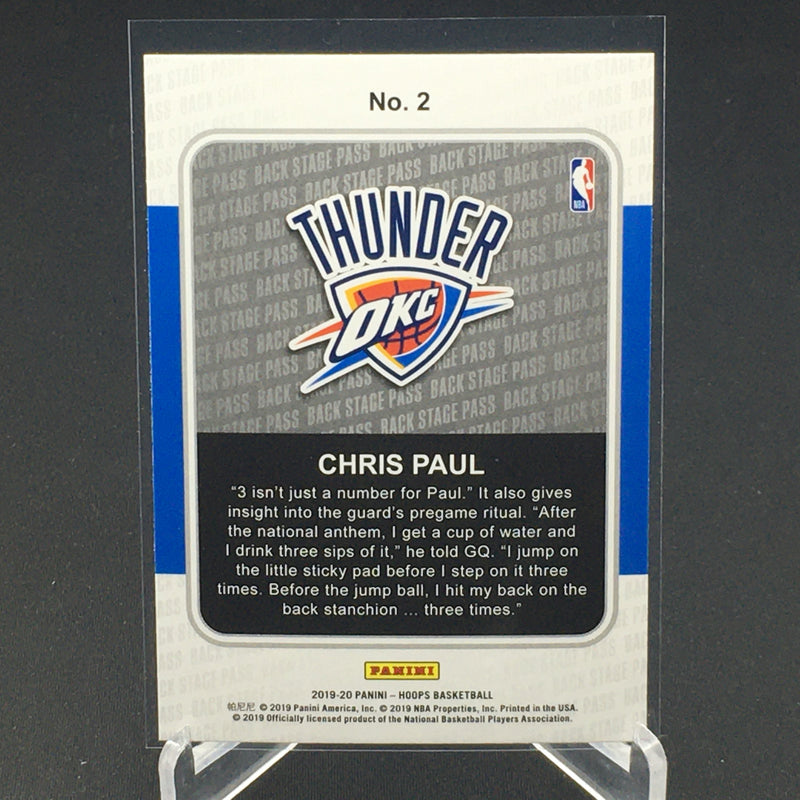 No. 2
BACK STAGE PASS
NBA
THUNDER
OKC
CHRIS PAUL
“3 isn’t just a number for Paul.” It also gives
insight into the guard’s pregame ritual. “After
the national anthem, I get a cup of water and
I drink three sips of it,” he told GQ. “I jump on
the little sticky pad before I step on it three
times. Before the jump ball, I hit my back on the
back stanchion ... three times.”
PANINI
2019-20 PANINI – HOOPS BASKETBALL
帕尼尼 © 2019 Panini America, Inc. © 2019 NBA Properties, Inc. Printed in the USA.
© 2019 Officially licensed product of the National Basketball Players Association.